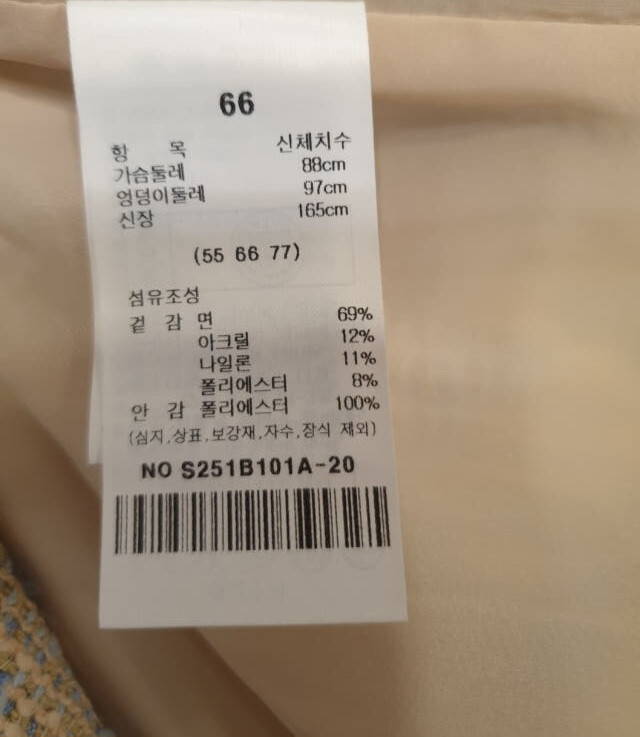 66
항 목 신체치수
가슴둘레 88cm
엉덩이둘레 97cm
신장 165cm
(55 66 77)
섬유조성
겉 감 면 69%
아크릴 12%
나일론 11%
폴리에스터 8%
안 감 폴리에스터 100%
(심지,상표,보강재,자수,장식 제외)
NO S251B101A-20